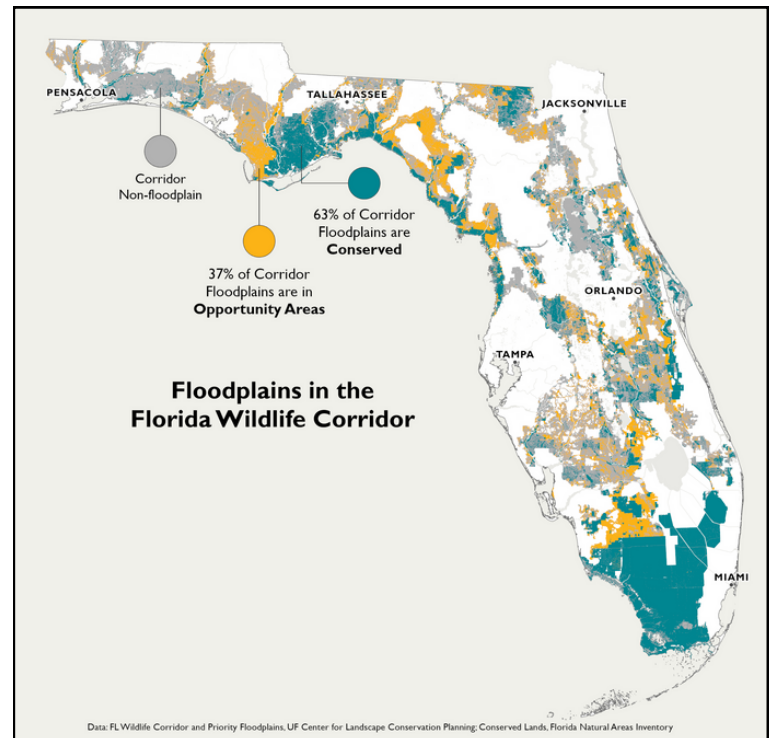 PENSACOLA
TALLAHASSEE
JACKSONVILLE
Corridor
Non-floodplain
63% of Corridor
Floodplains are
Conserved
37% of Corridor
Floodplains are in
Opportunity Areas
ORLANDO
TAMPA
Floodplains in the
Florida Wildlife Corridor
MIAMI
Data: FL Wildlife Corridor and Priority Floodplains, UF Center for Landscape Conservation Planning; Conserved Lands, Florida Natural Areas Inventory